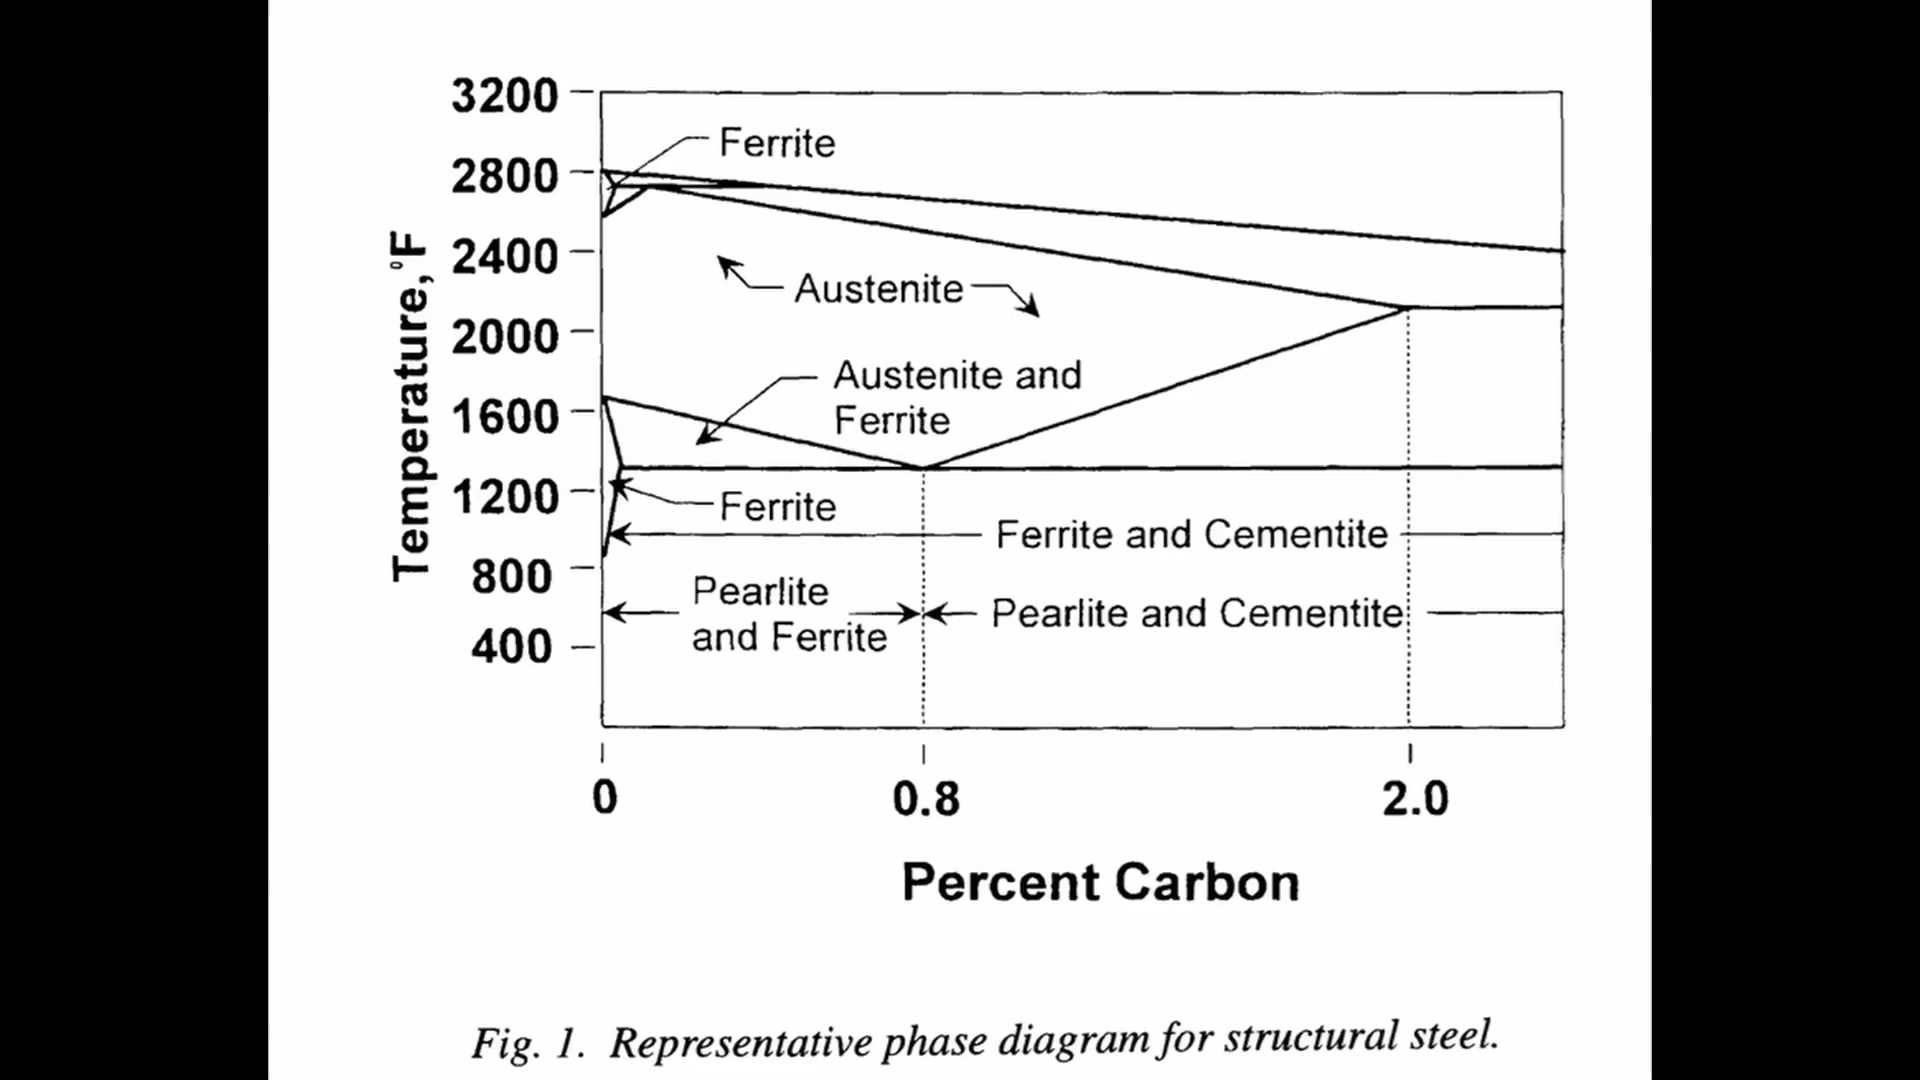 3200
Ferrite
2800
2400
Austenite
2000
Austenite and
Ferrite
1600
1200
Ferrite
Ferrite and Cementite
800
Pearlite
and Ferrite
Pearlite and Cementite
400
Temperature,°F
0
0.8
2.0
Percent Carbon
Fig. 1. Representative phase diagram for structural steel.